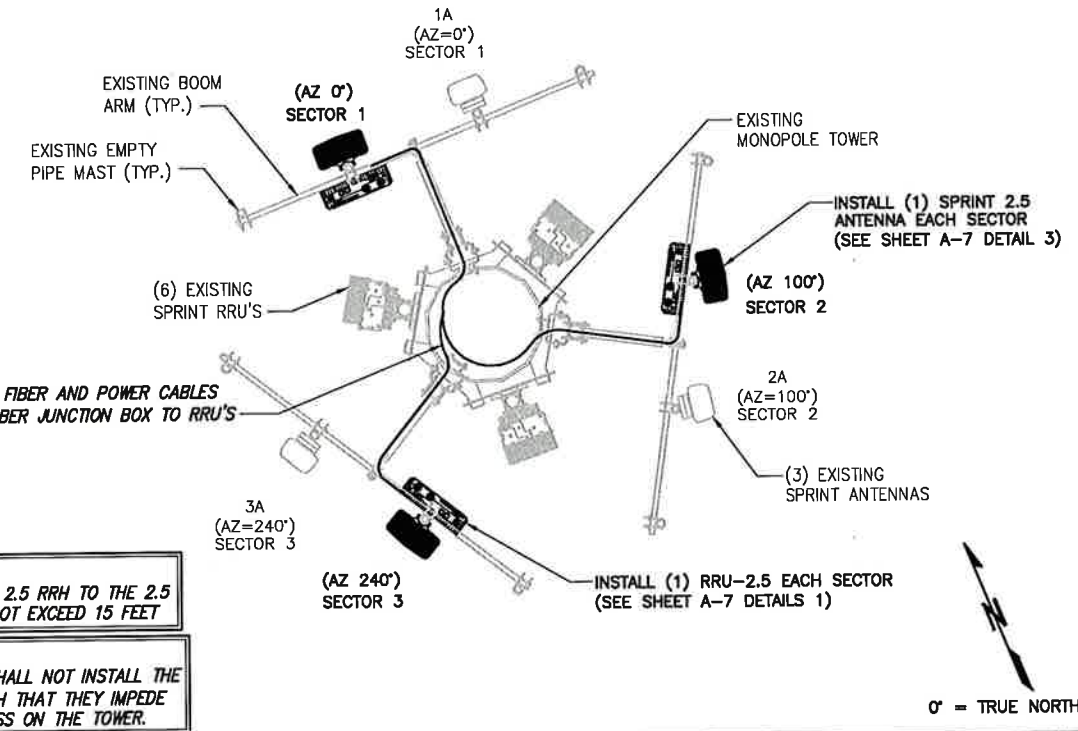 1A
(AZ=0°)
SECTOR 1
EXISTING BOOM
ARM (TYP.)
(AZ 0°)
SECTOR 1
EXISTING EMPTY
PIPE MAST (TYP.)
EXISTING
MONOPOLE TOWER
INSTALL (1) SPRINT 2.5
ANTENNA EACH SECTOR
(SEE SHEET A-7 DETAIL 3)
(AZ 100°)
SECTOR 2
(6) EXISTING
SPRINT RRU'S
FIBER AND POWER CABLES
BER JUNCTION BOX TO RRU'S
2A
(AZ=100°)
SECTOR 2
(3) EXISTING
SPRINT ANTENNAS
3A
(AZ=240°)
SECTOR 3
(AZ 240°)
SECTOR 3
INSTALL (1) RRU-2.5 EACH SECTOR
(SEE SHEET A-7 DETAILS 1)
2.5 RRH TO THE 2.5
OT EXCEED 15 FEET
HALL NOT INSTALL THE
H THAT THEY IMPEDE
SS ON THE TOWER.
N
0° = TRUE NORTH